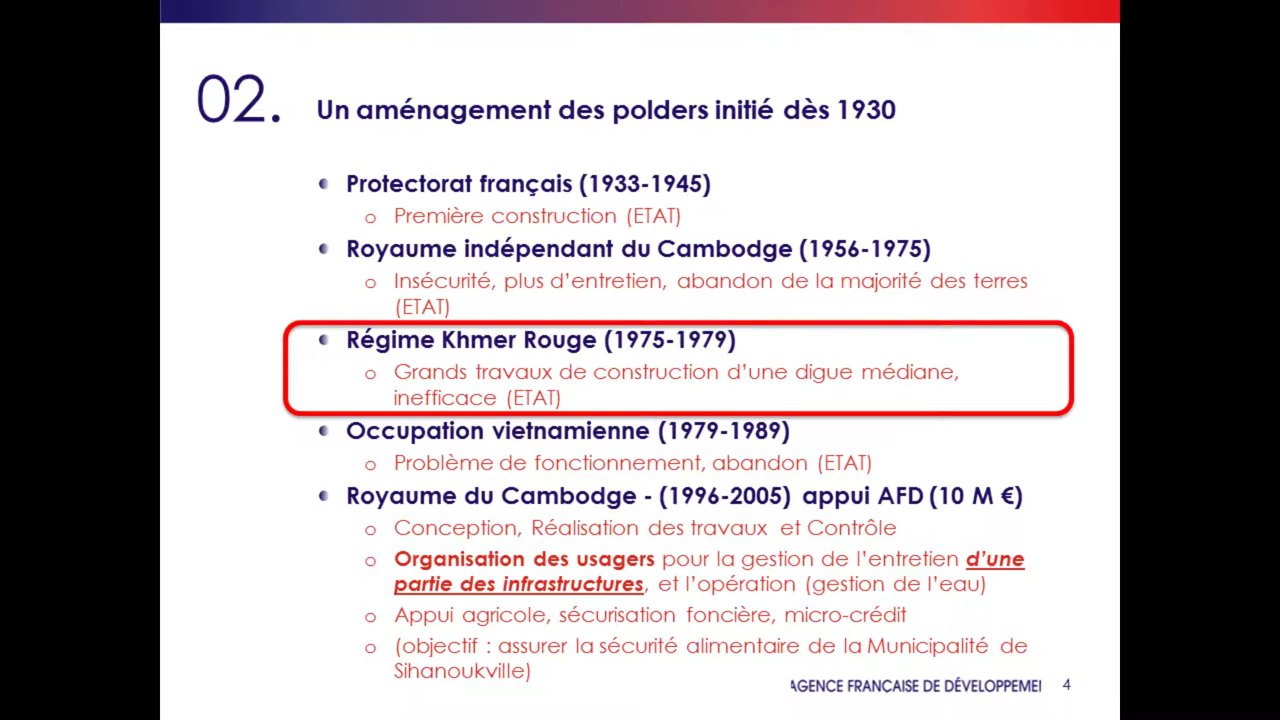 02.
Un aménagement des polders initié dès 1930
Protectorat français (1933-1945)
Première construction (ETAT)
Royaume indépendant du Cambodge (1956-1975)
Insécurité, plus d'entretien, abandon de la majorité des terres
(ETAT)
Régime Khmer Rouge (1975-1979)
Grands travaux de construction d'une digue médiane,
inefficace (ETAT)
Occupation vietnamienne (1979-1989)
Problème de fonctionnement, abandon (ETAT)
Royaume du Cambodge - (1996-2005) appui AFD (10 M €)
Conception, Réalisation des travaux et Contrôle
Organisation des usagers pour la gestion de l'entretien d'une
partie des infrastructures, et l'opération (gestion de l'eau)
Appui agricole, sécurisation foncière, micro-crédit
(objectif : assurer la sécurité alimentaire de la Municipalité de
Sihanoukville)
AGENCE FRANÇAISE DE DÉVELOPPEME
4